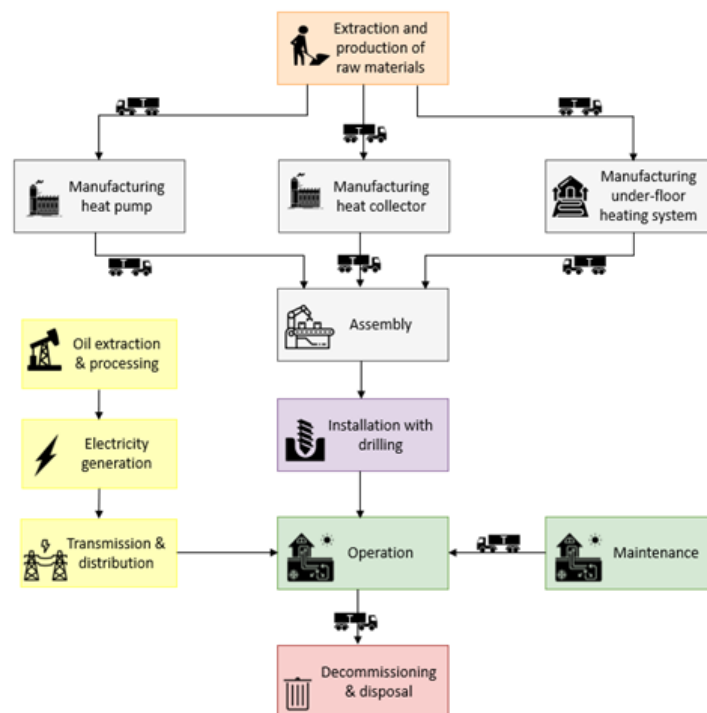 Extraction and
production of
raw materials
Manufacturing
heat pump
Manufacturing
heat collector
Manufacturing
under-floor
heating system
Assembly
Oil extraction
& processing
Installation with
drilling
Electricity
generation
Transmission &
distribution
Operation
Maintenance
Decommissioning
& disposal